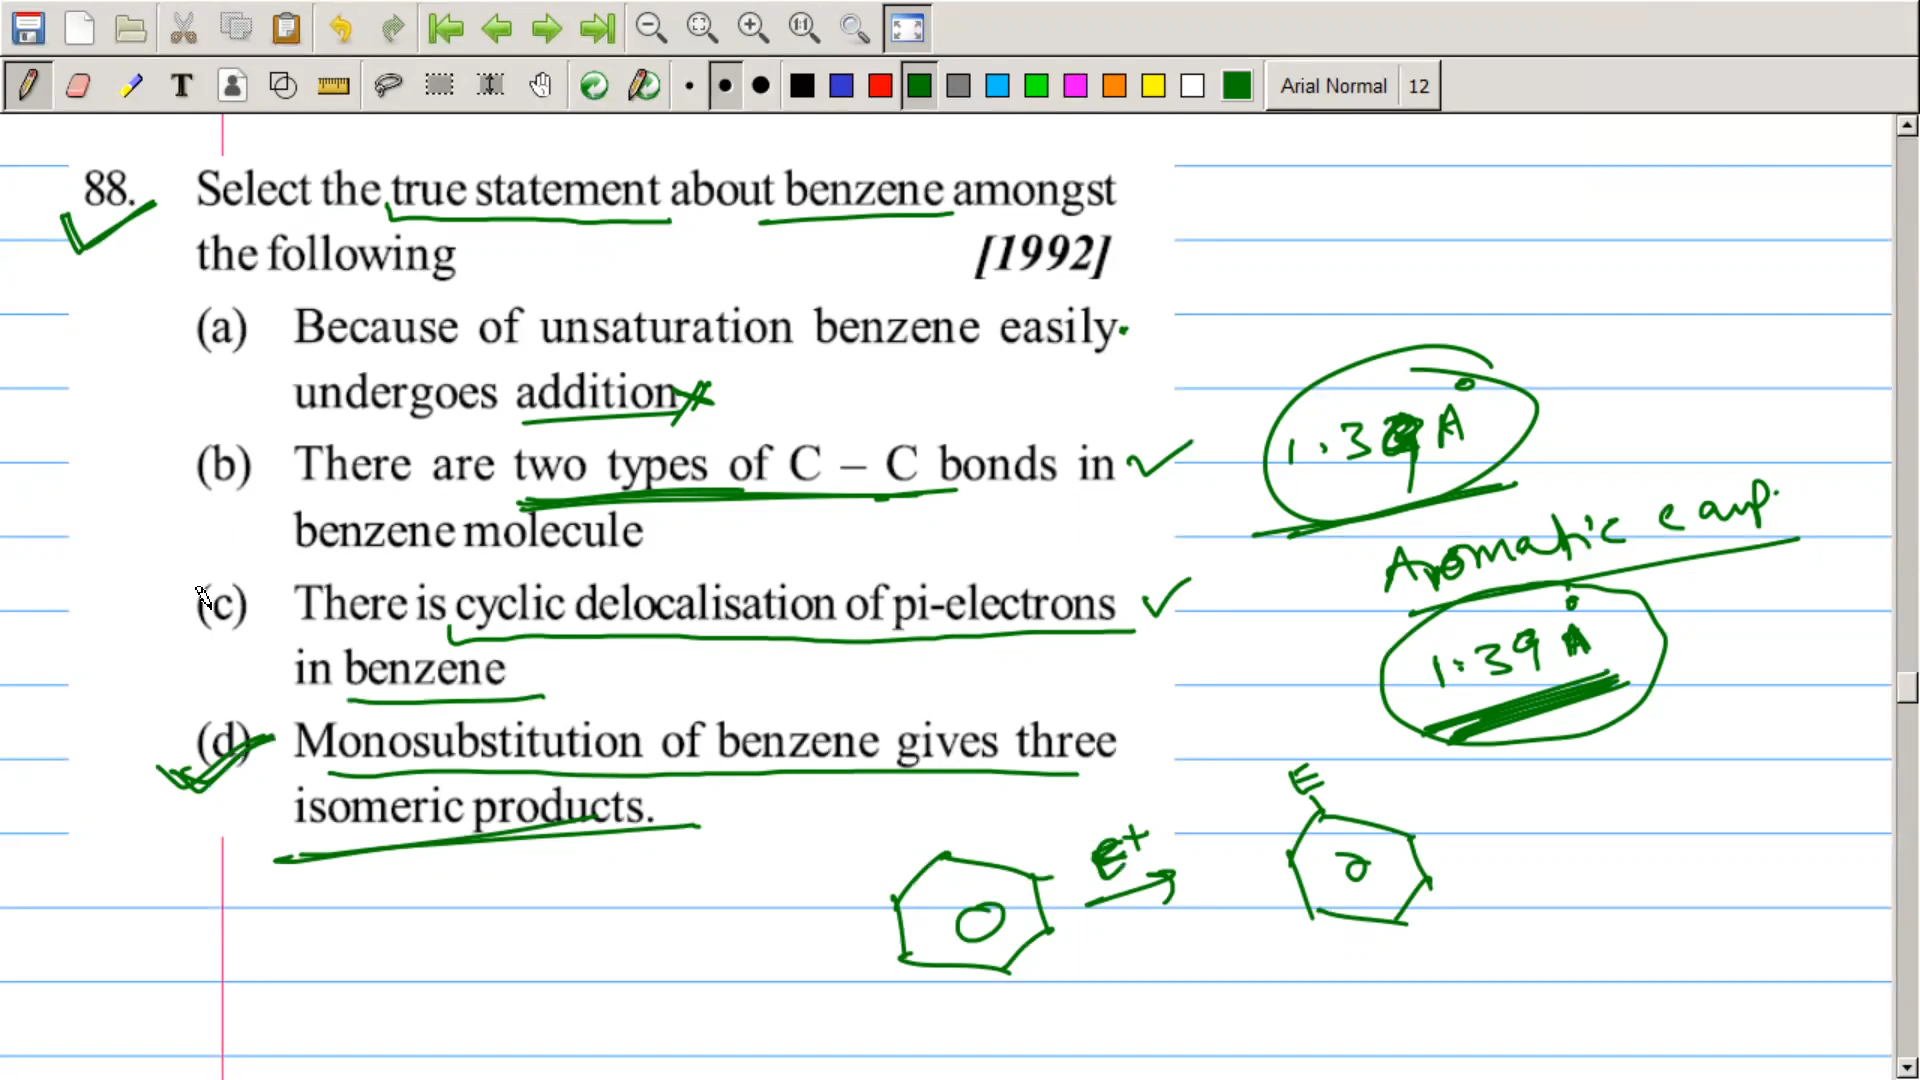 Arial Normal 12
88. Select the true statement about benzene amongst
the following [1992]
(a) Because of unsaturation benzene easily
undergoes addition
(b) There are two types of C – C bonds in
benzene molecule
(c) There is cyclic delocalisation of pi-electrons
in benzene
(d) Monosubstitution of benzene gives three
isomeric products.
1.39 A°
Aromatic comp.
1.39 A°
E
E+